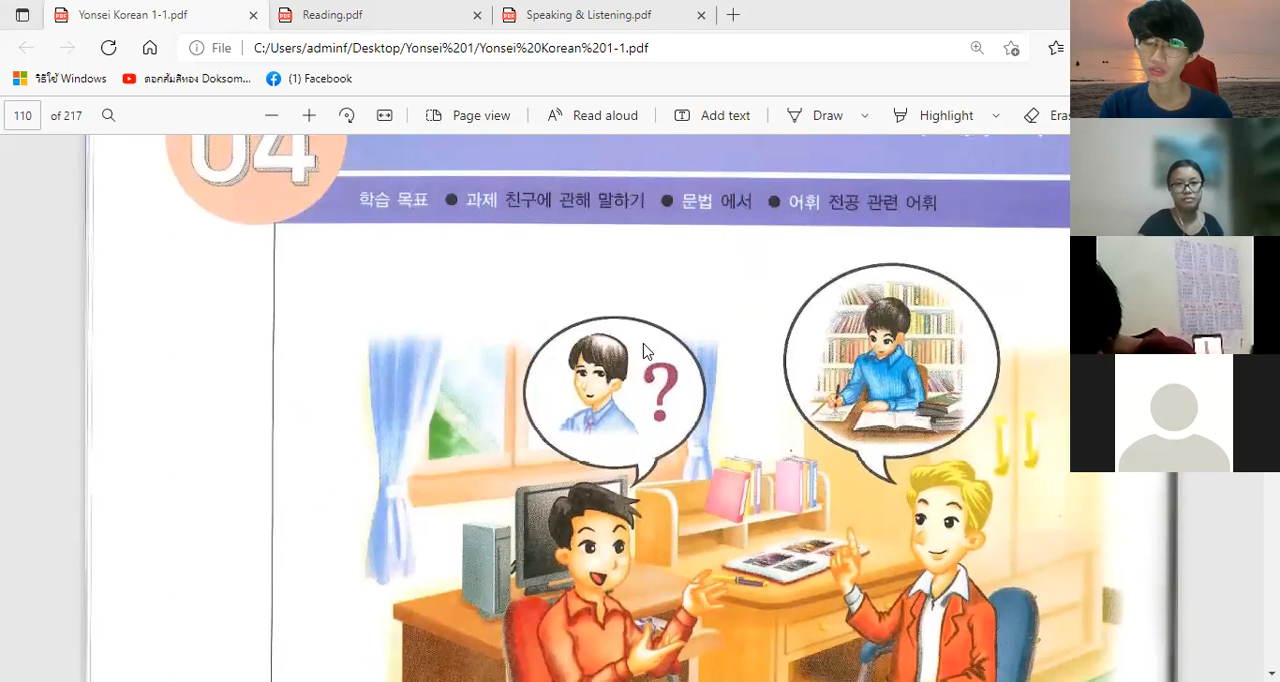 Yonsei Korean 1-1.pdf
Reading.pdf
Speaking & Listening.pdf
File
C:/Users/adminf/Desktop/Yonsei%201/Yonsei%20Korean%201-1.pdf
วิธีใช้ Windows
ดอกส้มสีทอง Doksom...
(1) Facebook
110 of 217
Page view
Read aloud
Add text
Draw
Highlight
Eras
04
학습 목표 ● 과제 친구에 관해 말하기 ● 문법 에서 ● 어휘 전공 관련 어휘
?